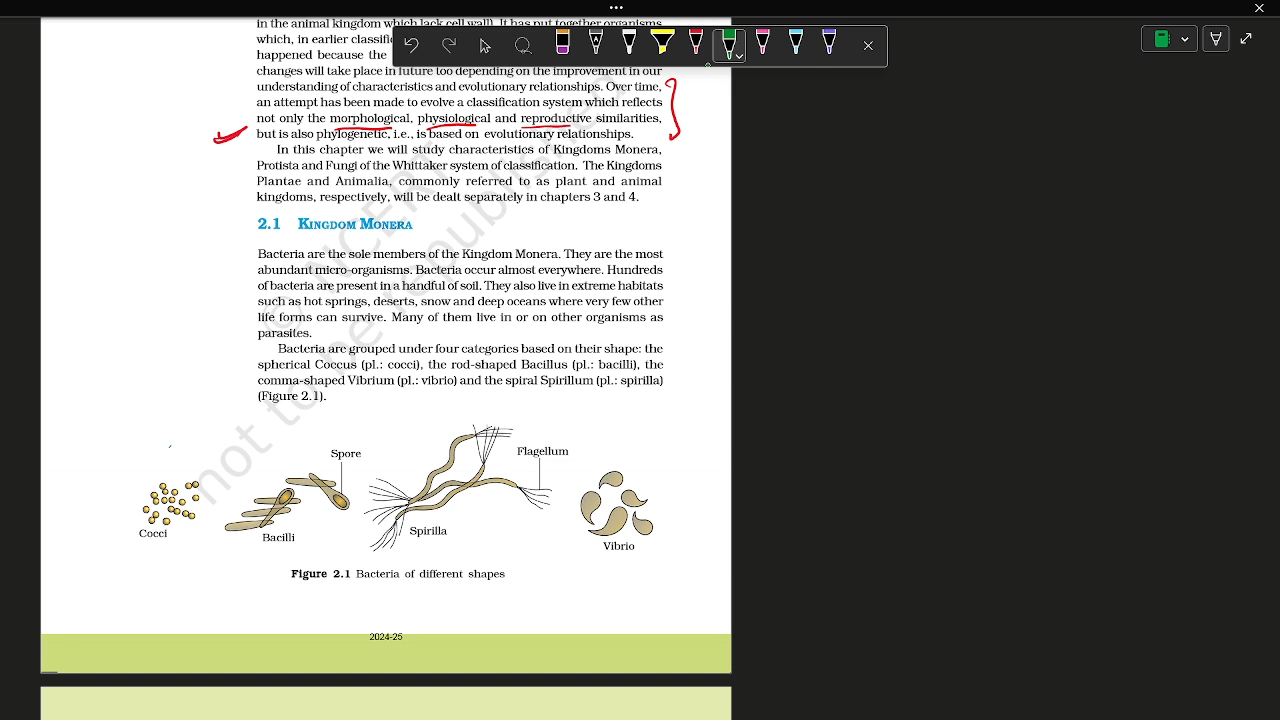 in the animal kingdom which lack cell wall). It has put together organisms
which, in earlier
happened because the
changes will take place in future too depending on the improvement in our
understanding of characteristics and evolutionary relationships. Over time,
an attempt has been made to evolve a classification system which reflects
not only the morphological, physiological and reproductive similarities,
but is also phylogenetic, i.e., is based on evolutionary relationships.
In this chapter we will study characteristics of Kingdoms Monera,
Protista and Fungi of the Whittaker system of classification. The Kingdoms
Plantae and Animalia, commonly referred to as plant and animal
kingdoms, respectively, will be dealt separately in chapters 3 and 4.
2.1 KINGDOM MONERA
Bacteria are the sole members of the Kingdom Monera. They are the most
abundant micro-organisms. Bacteria occur almost everywhere. Hundreds
of bacteria are present in a handful of soil. They also live in extreme habitats
such as hot springs, deserts, snow and deep oceans where very few other
life forms can survive. Many of them live in or on other organisms as
parasites.
Bacteria are grouped under four categories based on their shape: the
spherical Coccus (pl.: cocci), the rod-shaped Bacillus (pl.: bacilli), the
comma-shaped Vibrium (pl.: vibrio) and the spiral Spirillum (pl.: spirilla)
(Figure 2.1).
Spore
Flagellum
Cocci
Bacilli
Spirilla
Vibrio
Figure 2.1 Bacteria of different shapes
2024-25
© NCERT
not to be republished